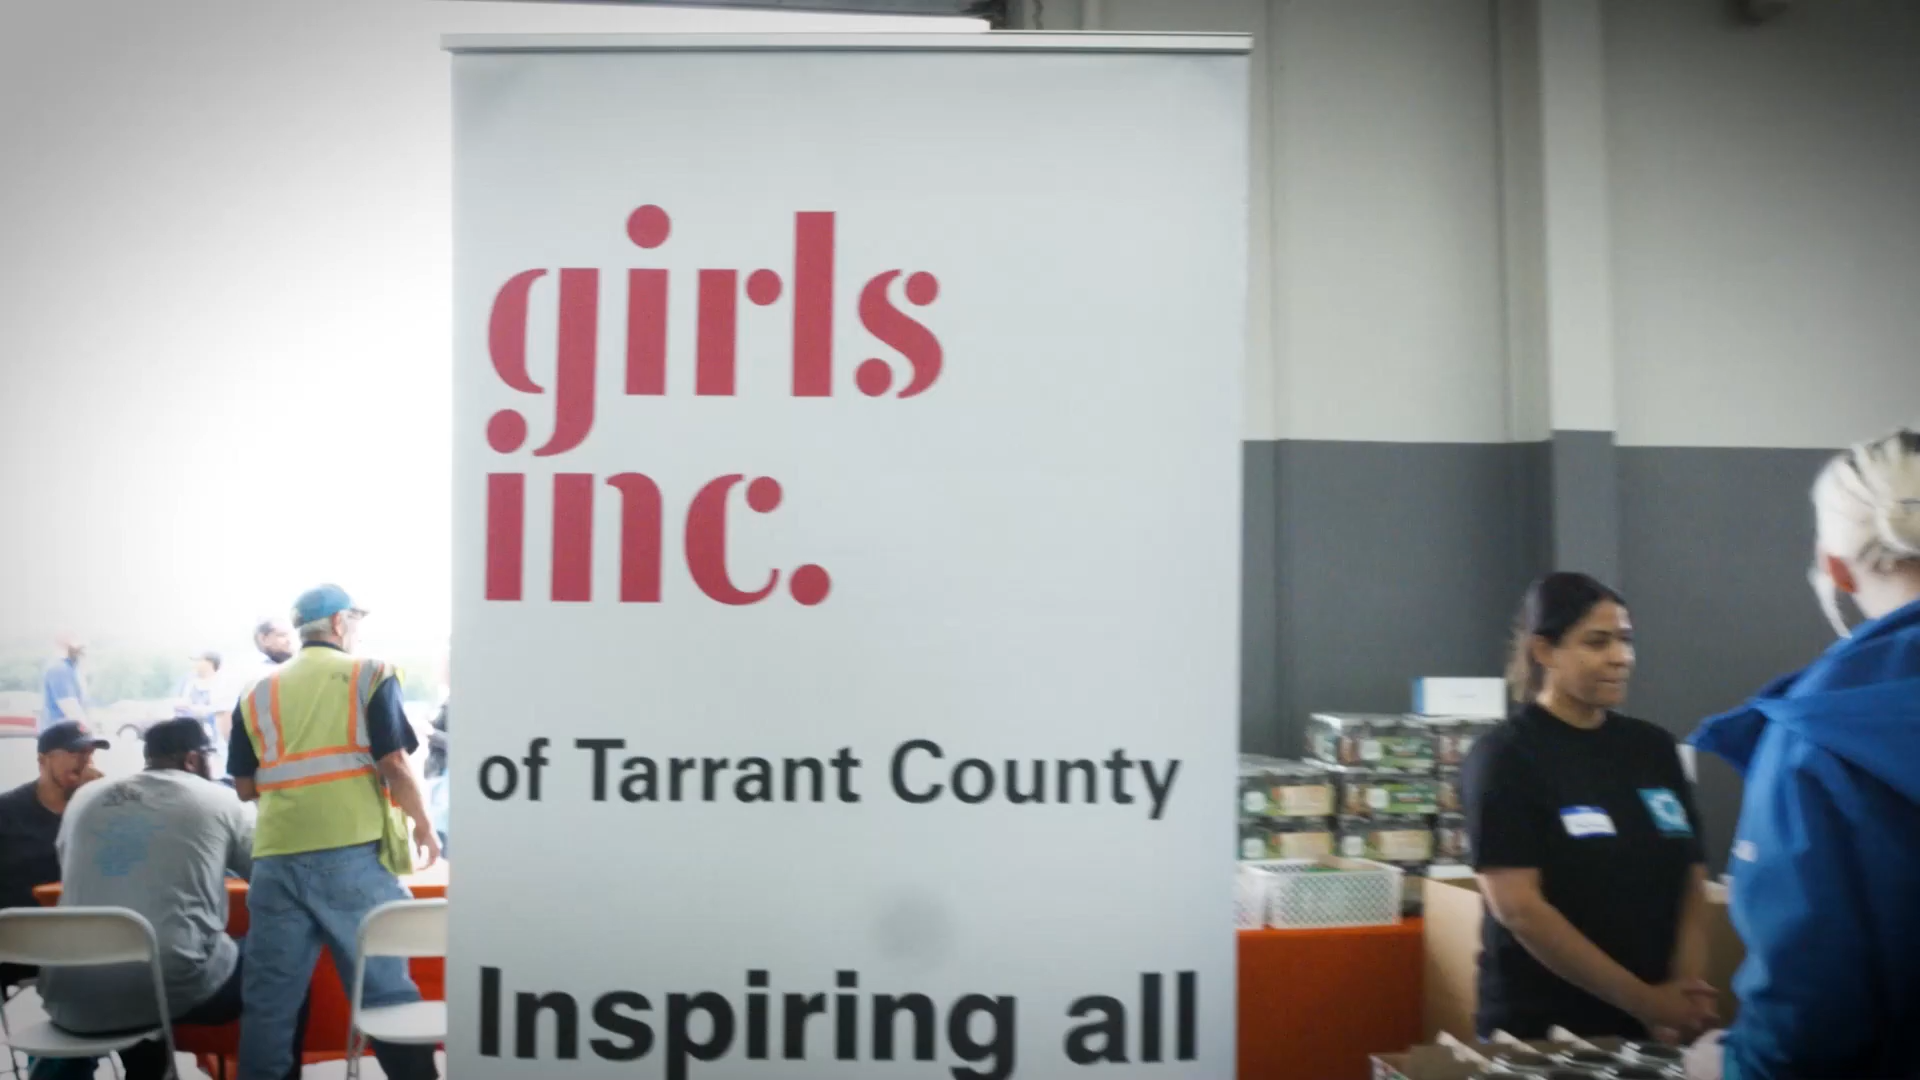 girls
inc.
of Tarrant County
Inspiring all